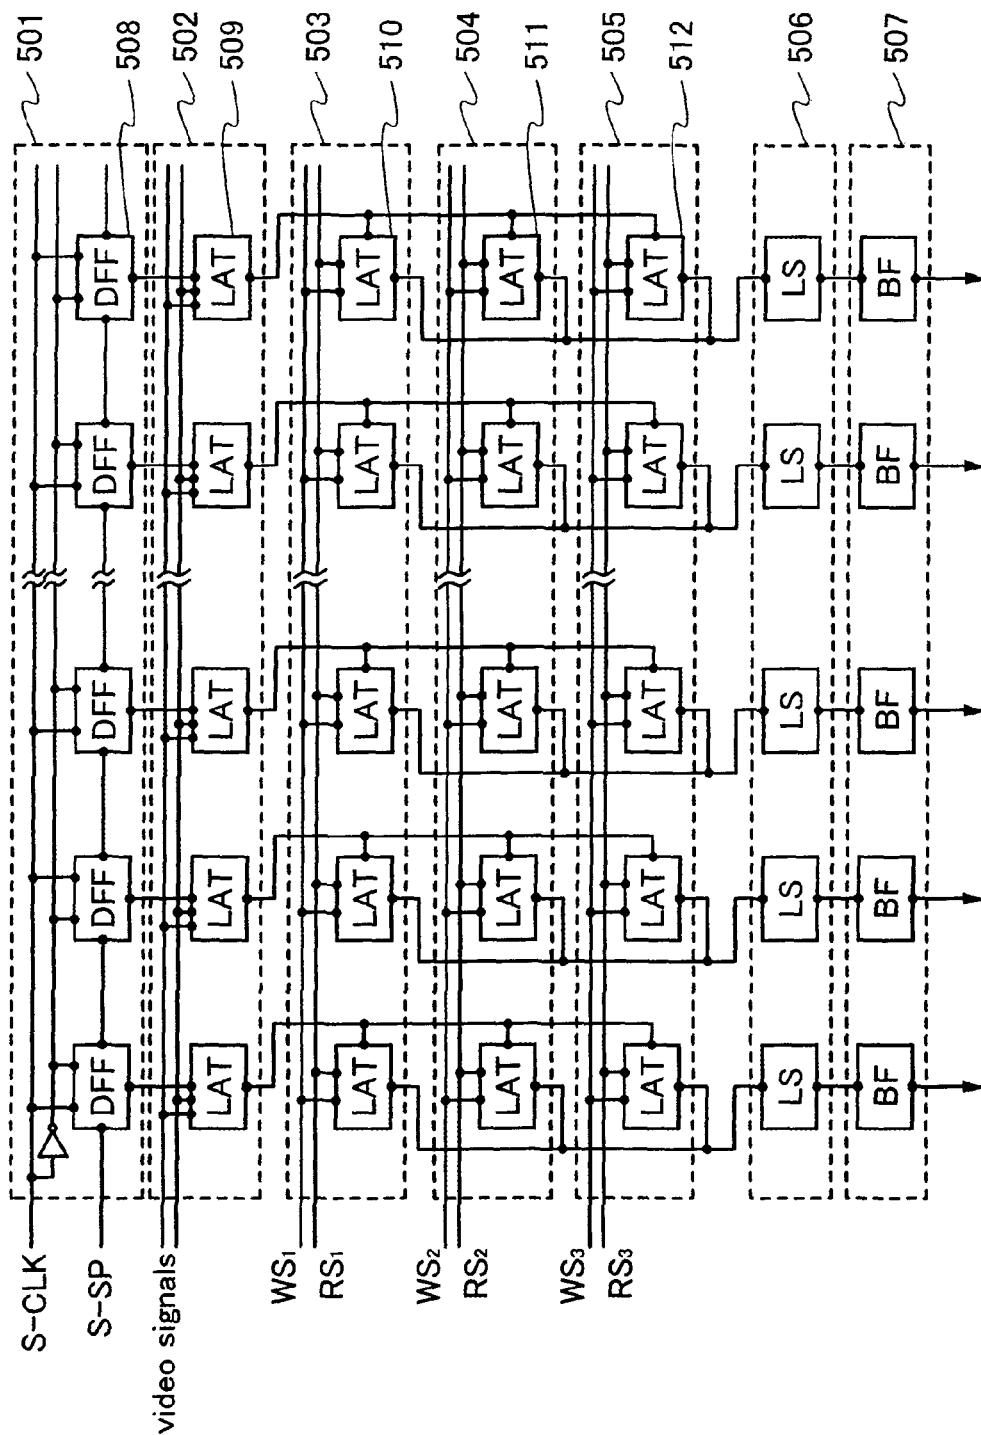 S-CLK 501
S-SP DFF DFF DFF DFF DFF 508
video signals 502
LAT LAT LAT LAT LAT 509
WS₁ 503
RS₁
LAT LAT LAT LAT LAT 510
WS₂ 504
RS₂
LAT LAT LAT LAT LAT 511
WS₃ 505
RS₃
LAT LAT LAT LAT LAT 512
LS LS LS LS LS 506
BF BF BF BF BF 507